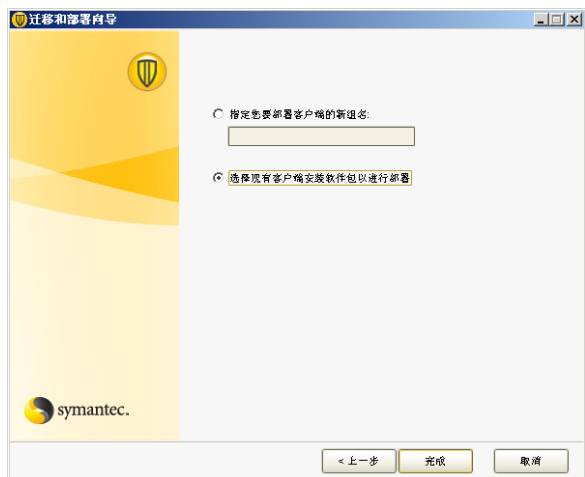 迁移和部署向导
指定您要部署客户端的新组名:
选择现有客户端安装软件包以进行部署
symantec.
< 上一步
完成
取消